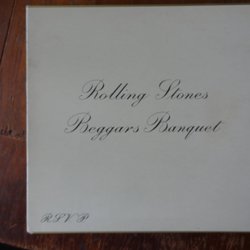 Rolling Stones
Beggars Banquet
R.S.V.P.